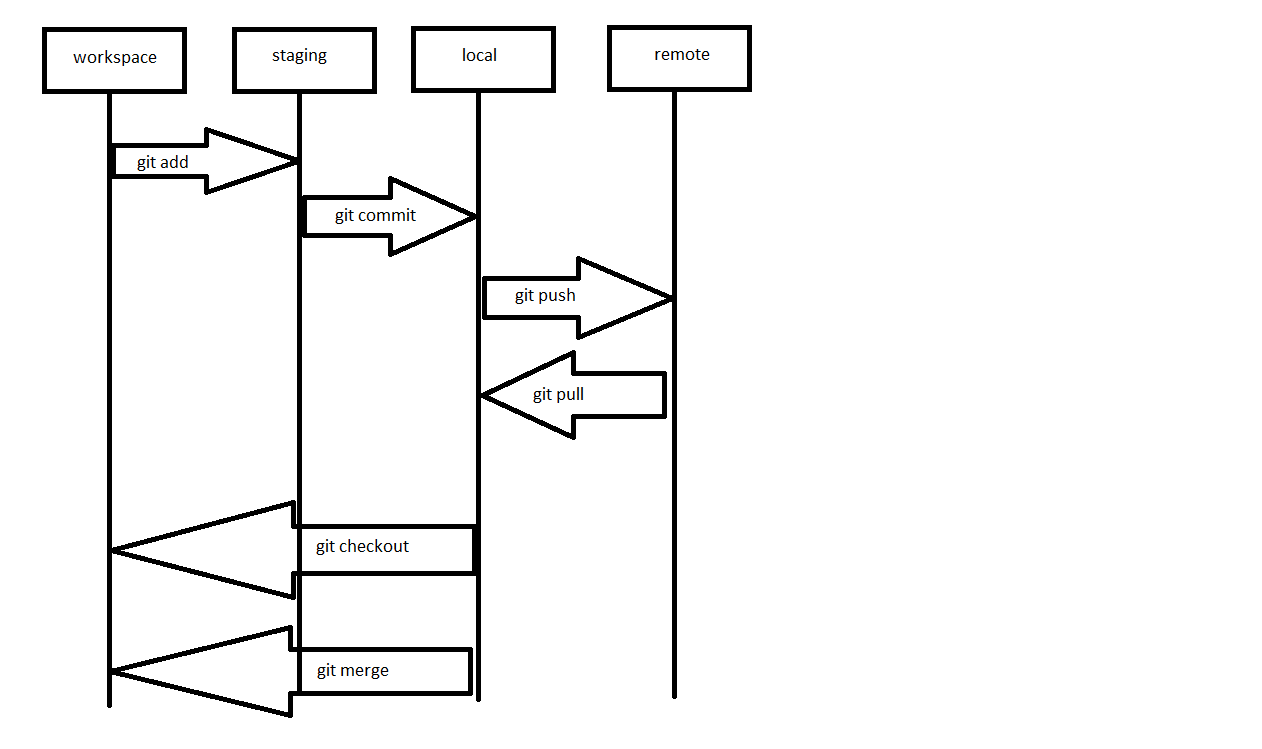 workspace
staging
local
remote
git add
git commit
git push
git pull
git checkout
git merge